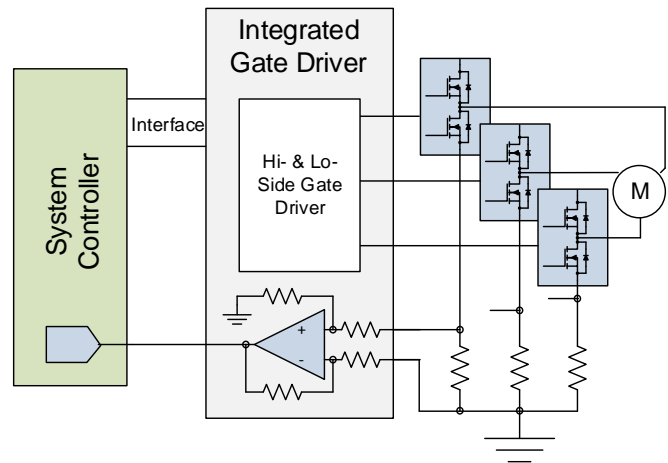 Integrated
Gate Driver
System
Controller
Interface
Hi- & Lo-
Side Gate
Driver
M
+
-